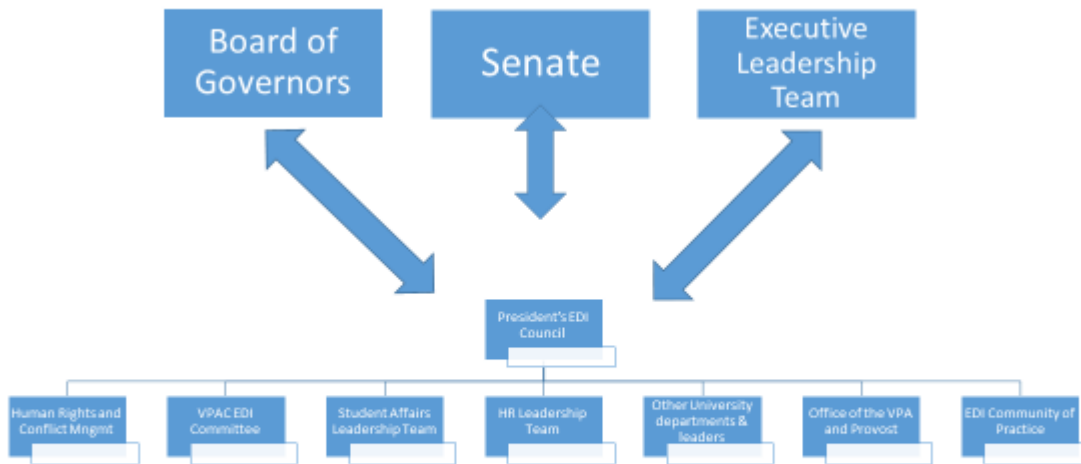 Board of
Governors
Senate
Executive
Leadership
Team
President's EDI
Council
Human Rights and
Conflict Mngmt
VPAC EDI
Committee
Student Affairs
Leadership Team
HR Leadership
Team
Other University
departments &
leaders
Office of the VPA
and Provost
EDI Community of
Practice